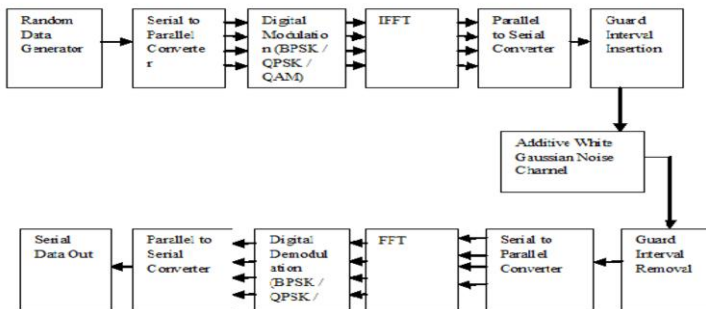 Random
Data
Generator
Serial to
Parallel
Converte
r
Digital
Modulatio
n (BPSK /
QPSK /
QAM)
IFFT
Parallel
to Serial
Converter
Guard
Interval
Insertion
Additive White
Gaussian Noise
Channel
Serial
Data Out
Parallel to
Serial
Converter
Digital
Demodul
ation
(BPSK /
QPSK /
FFT
Serial to
Parallel
Converter
Guard
Interval
Removal